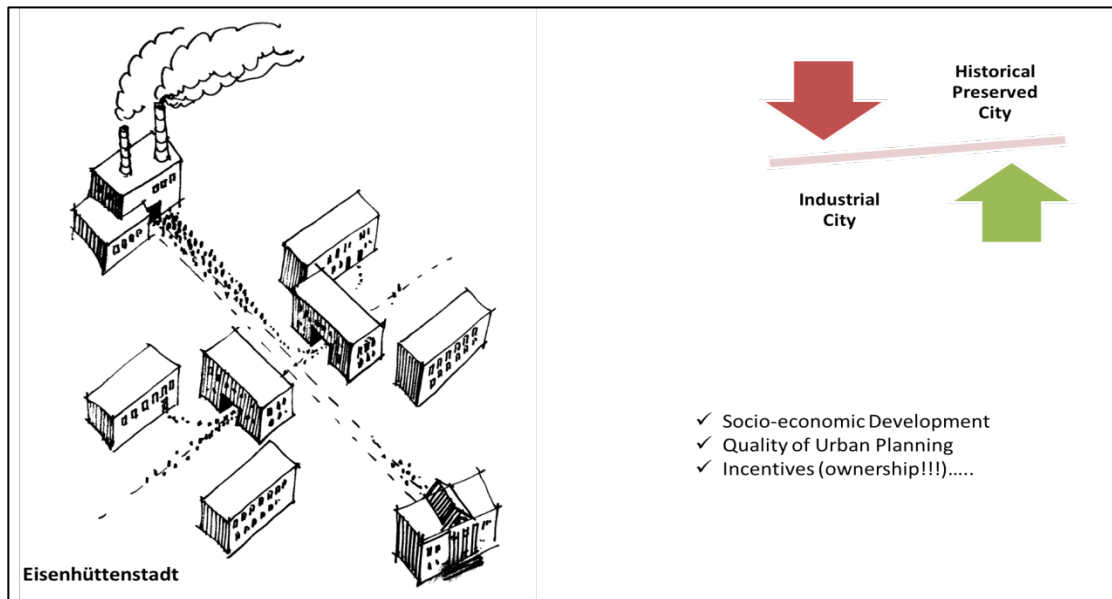 Historical
Preserved
City
Industrial
City
✓ Socio-economic Development
✓ Quality of Urban Planning
✓ Incentives (ownership!!!).....
Eisenhüttenstadt